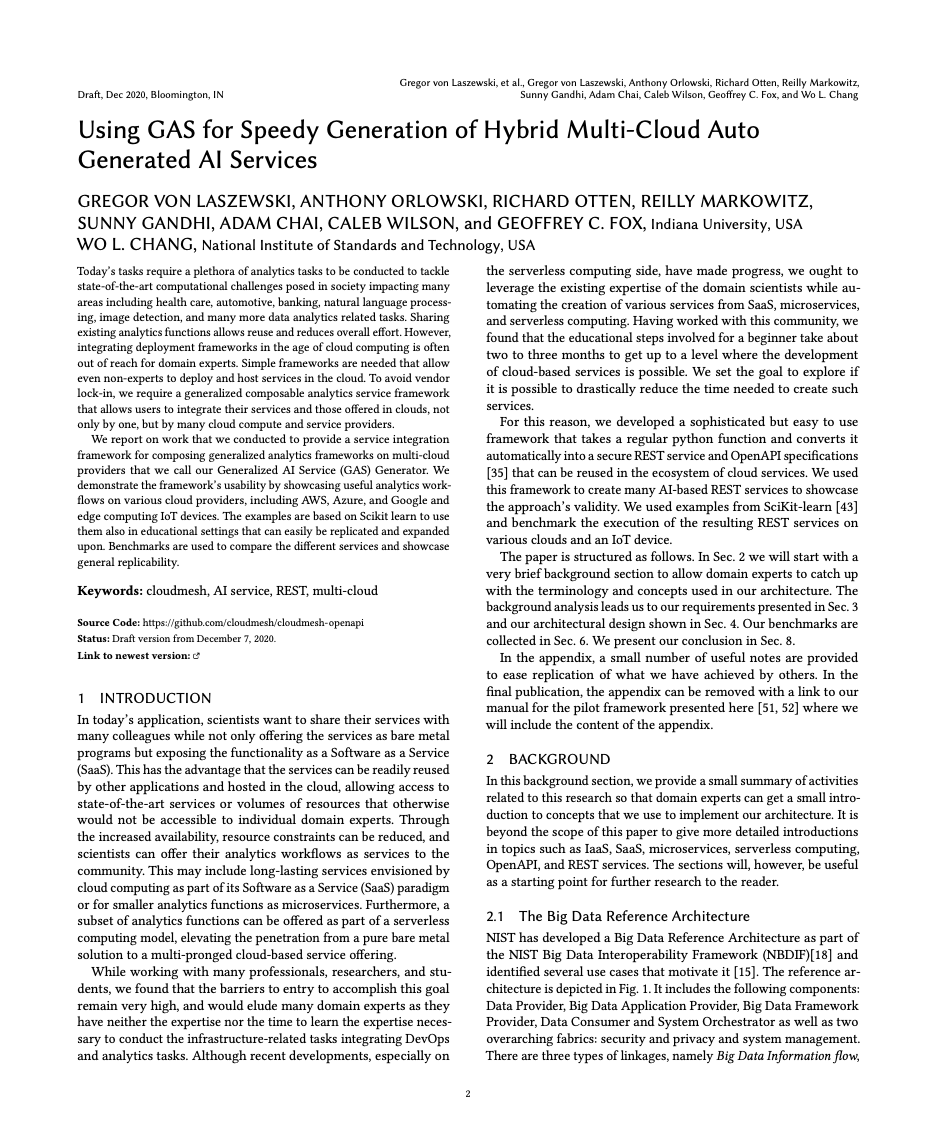 Draft, Dec 2020, Bloomington, IN
Gregor von Laszewski, et al., Gregor von Laszewski, Anthony Orlowski, Richard Otten, Reilly Markowitz,
Sunny Gandhi, Adam Chai, Caleb Wilson, Geoffrey C. Fox, and Wo L. Chang
Using GAS for Speedy Generation of Hybrid Multi-Cloud Auto
Generated AI Services
GREGOR VON LASZEWSKI, ANTHONY ORLOWSKI, RICHARD OTTEN, REILLY MARKOWITZ,
SUNNY GANDHI, ADAM CHAI, CALEB WILSON, and GEOFFREY C. FOX, Indiana University, USA
WO L. CHANG, National Institute of Standards and Technology, USA
Today's tasks require a plethora of analytics tasks to be conducted to tackle
state-of-the-art computational challenges posed in society impacting many
areas including health care, automotive, banking, natural language process-
ing, image detection, and many more data analytics related tasks. Sharing
existing analytics functions allows reuse and reduces overall effort. However,
integrating deployment frameworks in the age of cloud computing is often
out of reach for domain experts. Simple frameworks are needed that allow
even non-experts to deploy and host services in the cloud. To avoid vendor
lock-in, we require a generalized composable analytics service framework
that allows users to integrate their services and those offered in clouds, not
only by one, but by many cloud compute and service providers.
We report on work that we conducted to provide a service integration
framework for composing generalized analytics frameworks on multi-cloud
providers that we call our Generalized AI Service (GAS) Generator. We
demonstrate the framework's usability by showcasing useful analytics work-
flows on various cloud providers, including AWS, Azure, and Google and
edge computing IoT devices. The examples are based on Scikit learn to use
them also in educational settings that can easily be replicated and expanded
upon. Benchmarks are used to compare the different services and showcase
general replicability.
Keywords: cloudmesh, AI service, REST, multi-cloud
Source Code: https://github.com/cloudmesh/cloudmesh-openapi
Status: Draft version from December 7, 2020.
Link to newest version:
1 INTRODUCTION
In today's application, scientists want to share their services with
many colleagues while not only offering the services as bare metal
programs but exposing the functionality as a Software as a Service
(SaaS). This has the advantage that the services can be readily reused
by other applications and hosted in the cloud, allowing access to
state-of-the-art services or volumes of resources that otherwise
would not be accessible to individual domain experts. Through
the increased availability, resource constraints can be reduced, and
scientists can offer their analytics workflows as services to the
community. This may include long-lasting services envisioned by
cloud computing as part of its Software as a Service (SaaS) paradigm
or for smaller analytics functions as microservices. Furthermore, a
subset of analytics functions can be offered as part of a serverless
computing model, elevating the penetration from a pure bare metal
solution to a multi-pronged cloud-based service offering.
While working with many professionals, researchers, and stu-
dents, we found that the barriers to entry to accomplish this goal
remain very high, and would elude many domain experts as they
have neither the expertise nor the time to learn the expertise neces-
sary to conduct the infrastructure-related tasks integrating DevOps
and analytics tasks. Although recent developments, especially on
the serverless computing side, have made progress, we ought to
leverage the existing expertise of the domain scientists while au-
tomating the creation of various services from SaaS, microservices,
and serverless computing. Having worked with this community, we
found that the educational steps involved for a beginner take about
two to three months to get up to a level where the development
of cloud-based services is possible. We set the goal to explore if
it is possible to drastically reduce the time needed to create such
services.
For this reason, we developed a sophisticated but easy to use
framework that takes a regular python function and converts it
automatically into a secure REST service and OpenAPI specifications
[35] that can be reused in the ecosystem of cloud services. We used
this framework to create many AI-based REST services to showcase
the approach's validity. We used examples from SciKit-learn [43]
and benchmark the execution of the resulting REST services on
various clouds and an IoT device.
The paper is structured as follows. In Sec. 2 we will start with a
very brief background section to allow domain experts to catch up
with the terminology and concepts used in our architecture. The
background analysis leads us to our requirements presented in Sec. 3
and our architectural design shown in Sec. 4. Our benchmarks are
collected in Sec. 6. We present our conclusion in Sec. 8.
In the appendix, a small number of useful notes are provided
to ease replication of what we have achieved by others. In the
final publication, the appendix can be removed with a link to our
manual for the pilot framework presented here [51, 52] where we
will include the content of the appendix.
2 BACKGROUND
In this background section, we provide a small summary of activities
related to this research so that domain experts can get a small intro-
duction to concepts that we use to implement our architecture. It is
beyond the scope of this paper to give more detailed introductions
in topics such as IaaS, SaaS, microservices, serverless computing,
OpenAPI, and REST services. The sections will, however, be useful
as a starting point for further research to the reader.
2.1 The Big Data Reference Architecture
NIST has developed a Big Data Reference Architecture as part of
the NIST Big Data Interoperability Framework (NBDIF)[18] and
identified several use cases that motivate it [15]. The reference ar-
chitecture is depicted in Fig. 1. It includes the following components:
Data Provider, Big Data Application Provider, Big Data Framework
Provider, Data Consumer and System Orchestrator as well as two
overarching fabrics: security and privacy and system management.
There are three types of linkages, namely Big Data Information flow,
2